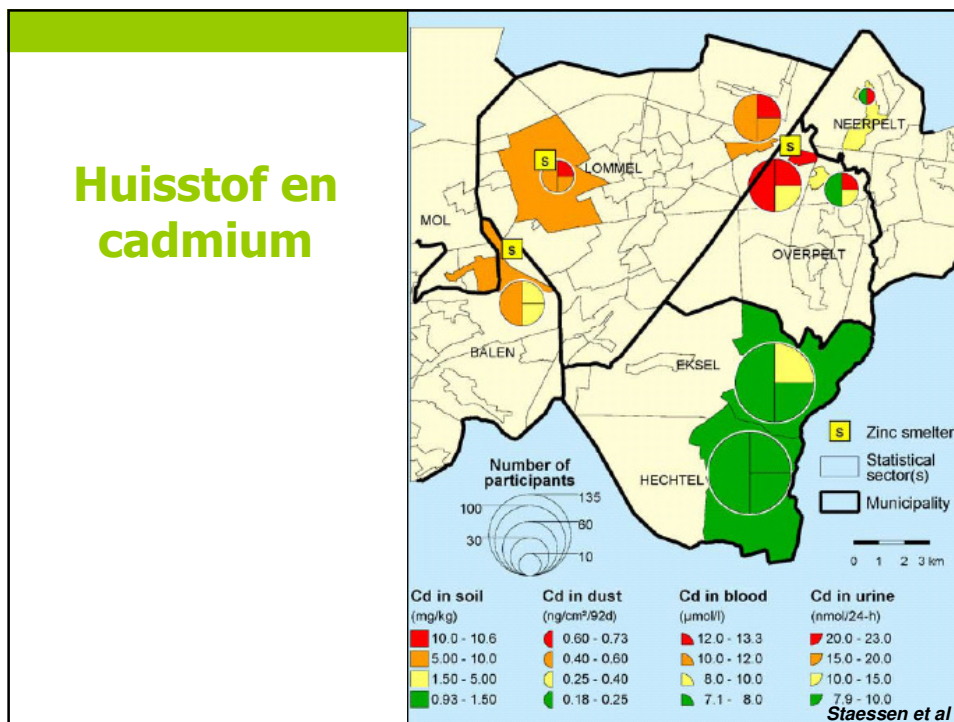 Huisstof en
cadmium
NEERPELT
S
S
LOMMEL
MOL
S
OVERPELT
BALEN
EKSEL
HECHTEL
S Zinc smelter
Statistical
sector(s)
Municipality
0 1 2 3 km
Number of
participants
135
100
60
30
10
Cd in soil
(mg/kg)
10.0 - 10.6
5.00 - 10.0
1.50 - 5.00
0.93 - 1.50
Cd in dust
(ng/cm²/92d)
0.60 - 0.73
0.40 - 0.60
0.25 - 0.40
0.18 - 0.25
Cd in blood
(µmol/l)
12.0 - 13.3
10.0 - 12.0
8.0 - 10.0
7.1 - 8.0
Cd in urine
(nmol/24-h)
20.0 - 23.0
15.0 - 20.0
10.0 - 15.0
7.9 - 10.0
Staessen et al